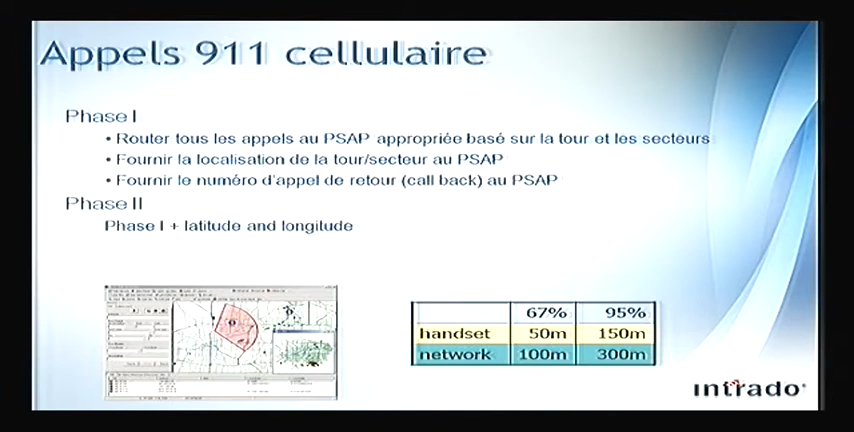 Appels 911 cellulaire
Phase I
• Router tous les appels au PSAP appropriée basé sur la tour et les secteurs
• Fournir la localisation de la tour/secteur au PSAP
• Fournir le numéro d'appel de retour (call back) au PSAP
Phase II
Phase I + latitude and longitude
67% 95%
handset 50m 150m
network 100m 300m
intrado